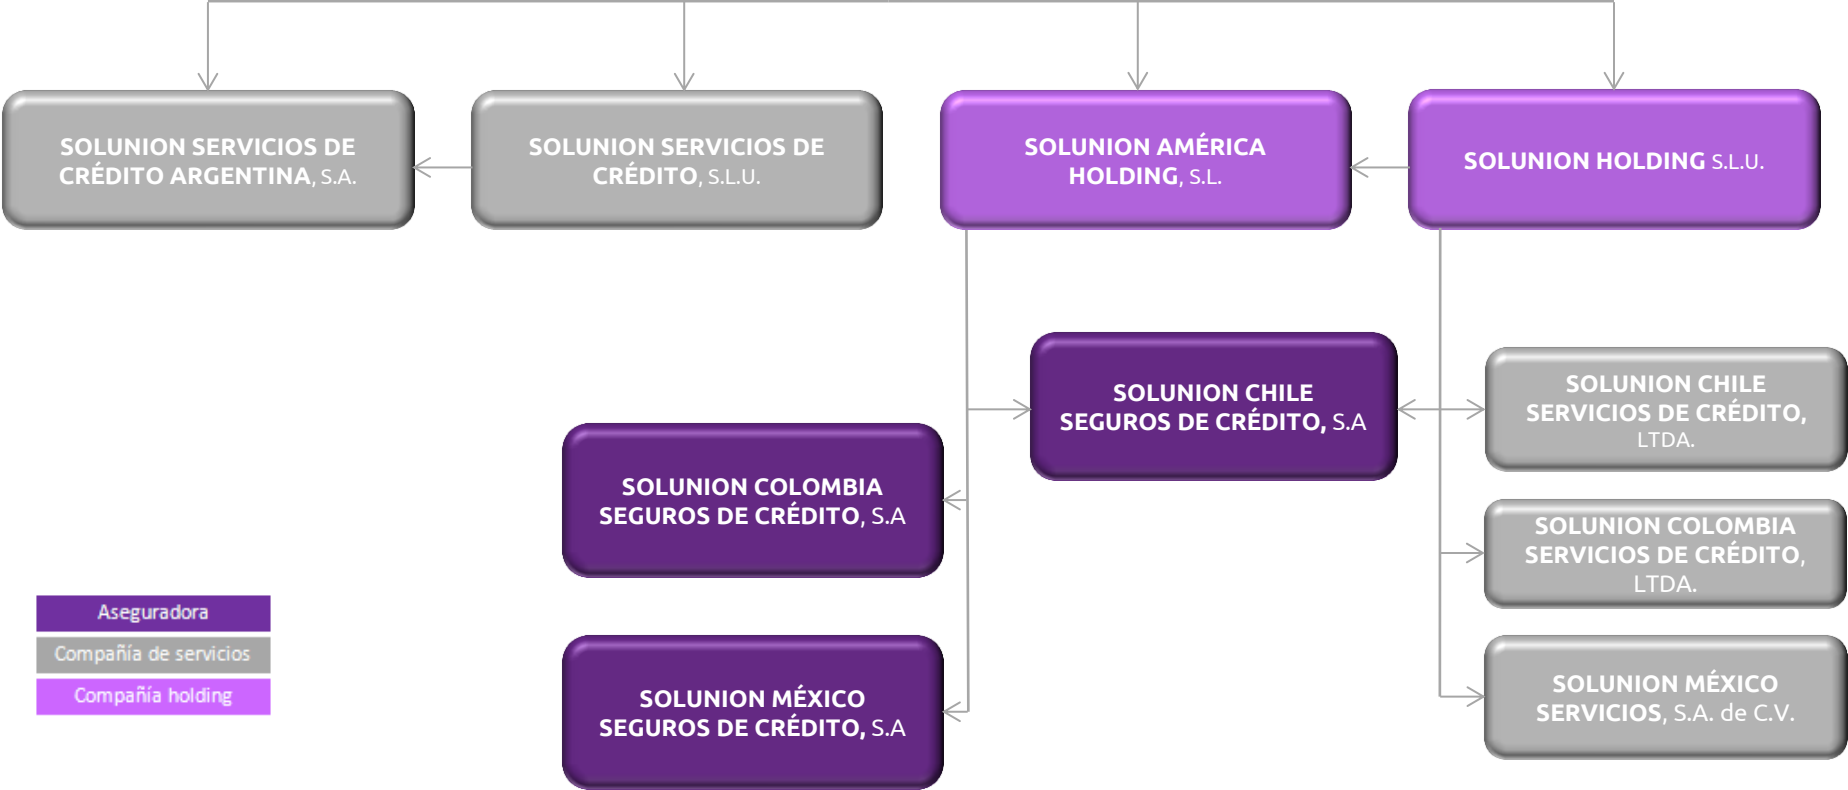 SOLUNION SERVICIOS DE
CRÉDITO ARGENTINA, S.A.
SOLUNION SERVICIOS DE
CRÉDITO, S.L.U.
SOLUNION AMÉRICA
HOLDING, S.L.
SOLUNION HOLDING S.L.U.
SOLUNION CHILE
SEGUROS DE CRÉDITO, S.A
SOLUNION CHILE
SERVICIOS DE CRÉDITO,
LTDA.
SOLUNION COLOMBIA
SEGUROS DE CRÉDITO, S.A
SOLUNION COLOMBIA
SERVICIOS DE CRÉDITO,
LTDA.
SOLUNION MÉXICO
SEGUROS DE CRÉDITO, S.A
SOLUNION MÉXICO
SERVICIOS, S.A. de C.V.
Aseguradora
Compañía de servicios
Compañía holding